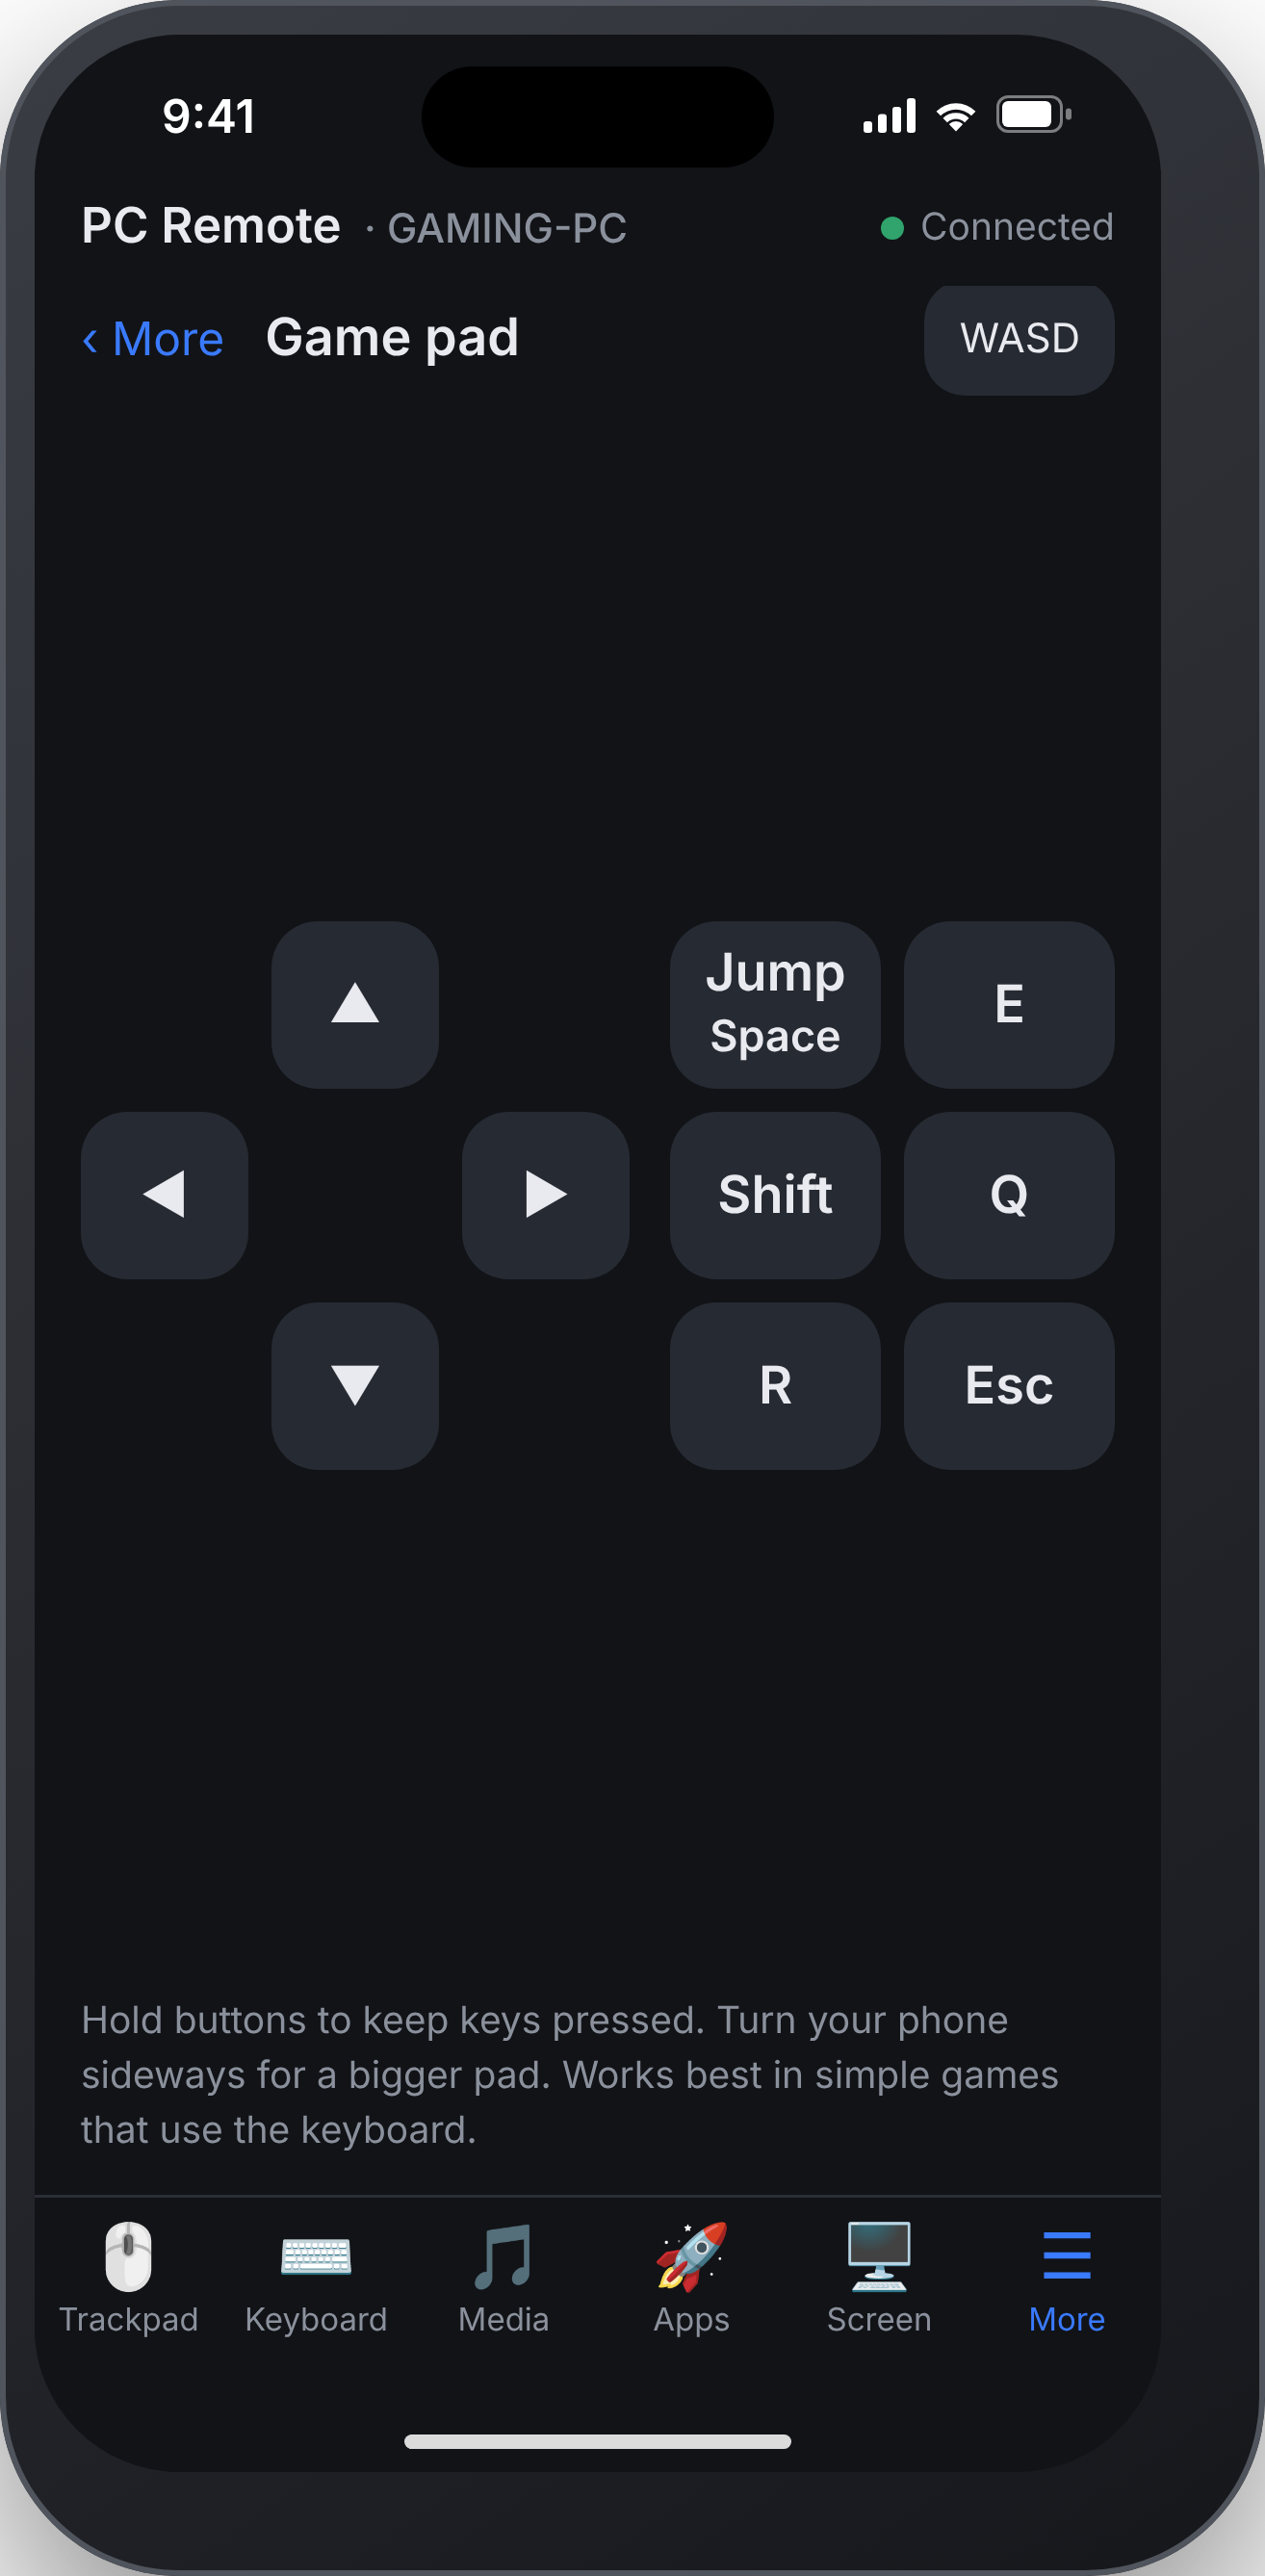 9:41
PC Remote · GAMING-PC Connected
‹ More Game pad WASD
▲ Jump Space E
◀ ▶ Shift Q
▼ R Esc
Hold buttons to keep keys pressed. Turn your phone
sideways for a bigger pad. Works best in simple games
that use the keyboard.
Trackpad Keyboard Media Apps Screen More